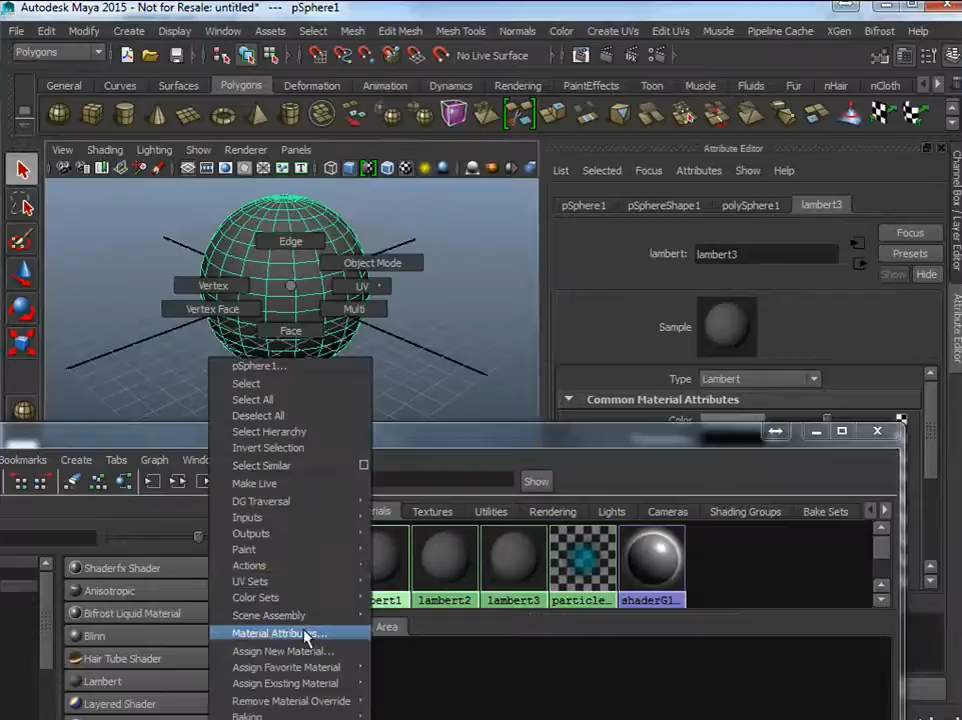 Autodesk Maya 2015 - Not for Resale: untitled* --- pSphere1
File Edit Modify Create Display Window Assets Select Mesh Edit Mesh Mesh Tools Normals Color Create UVs Edit UVs Muscle Pipeline Cache XGen Bifrost Help
Polygons
No Live Surface
General Curves Surfaces Polygons Deformation Animation Dynamics Rendering PaintEffects Toon Muscle Fluids Fur nHair nCloth
View Shading Lighting Show Renderer Panels
Attribute Editor
List Selected Focus Attributes Show Help
pSphere1 pSphereShape1 polySphere1 lambert3
Focus
lambert: lambert3
Presets
Show Hide
Sample
Type Lambert
Common Material Attributes
Color
Channel Box / Layer Editor
Attribute Editor
Edge
Object Mode
Vertex
UV
Vertex Face
Multi
Face
pSphere1...
Select
Select All
Deselect All
Select Hierarchy
Invert Selection
Select Similar
Make Live
DG Traversal
Inputs
Outputs
Paint
Actions
UV Sets
Color Sets
Scene Assembly
Material Attributes...
Assign New Material...
Assign Favorite Material
Assign Existing Material
Remove Material Override
Baking
Bookmarks Create Tabs Graph Windo
Show
rials Textures Utilities Rendering Lights Cameras Shading Groups Bake Sets
bert1 lambert2 lambert3 particle... shaderGl...
Area
Shaderfx Shader
Anisotropic
Bifrost Liquid Material
Blinn
Hair Tube Shader
Lambert
Layered Shader